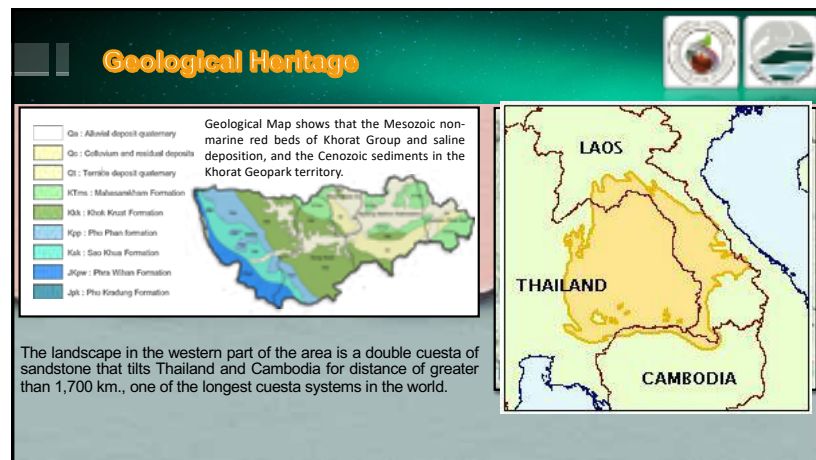 Geological Heritage
Geological Map shows that the Mesozoic non-
marine red beds of Khorat Group and saline
deposition, and the Cenozoic sediments in the
Khorat Geopark territory.
Qa : Alluvial deposit quaternary
Qc : Colluvium and residual deposits
Qt : Terrace deposit quaternary
KTms : Mahasarakham Formation
Kkk : Khok Kruat Formation
Kpp : Phu Phan formation
Ksk : Sao Khua Formation
JKpw : Phra Wihan Formation
Jpk : Phu Kradung Formation
LAOS
THAILAND
CAMBODIA
The landscape in the western part of the area is a double cuesta of
sandstone that tilts Thailand and Cambodia for distance of greater
than 1,700 km., one of the longest cuesta systems in the world.